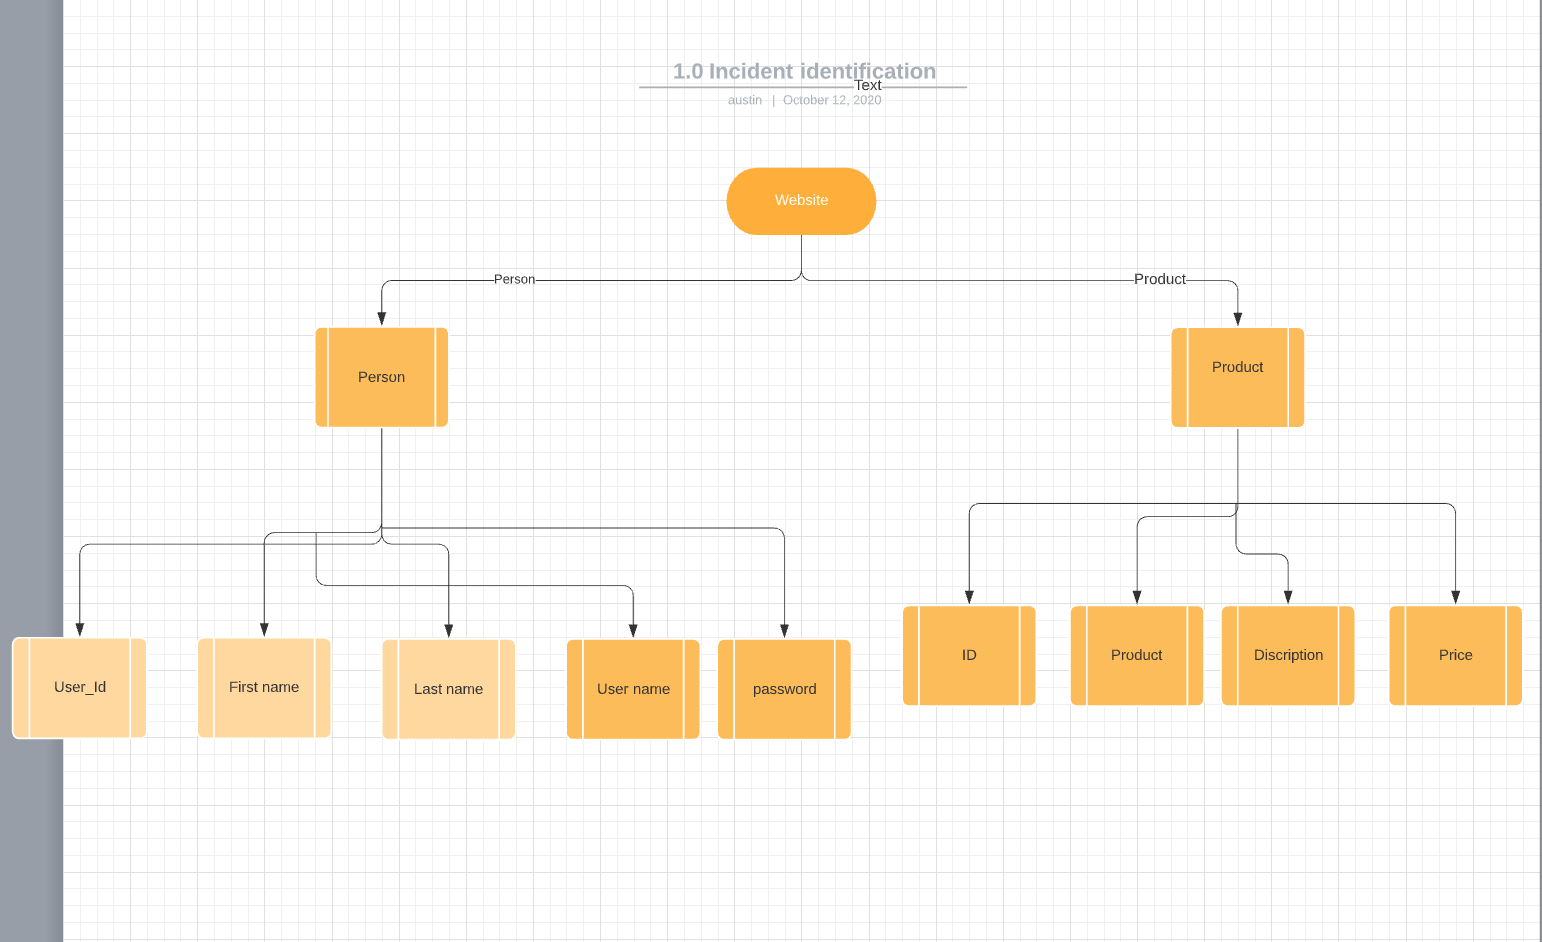 1.0 Incident identification
Text
austin | October 12, 2020
Website
Person
Product
Person
Product
User_Id
First name
Last name
User name
password
ID
Product
Discription
Price